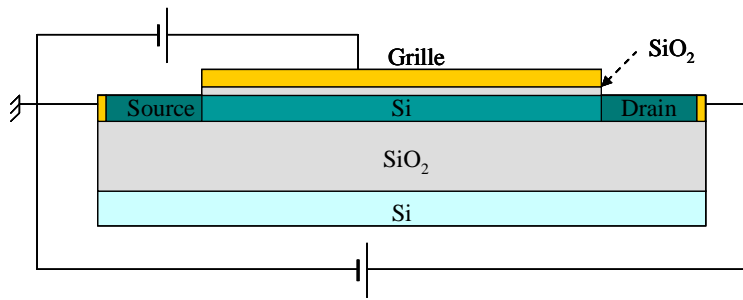 Grille
SiO₂
Source
Si
Drain
SiO₂
Si